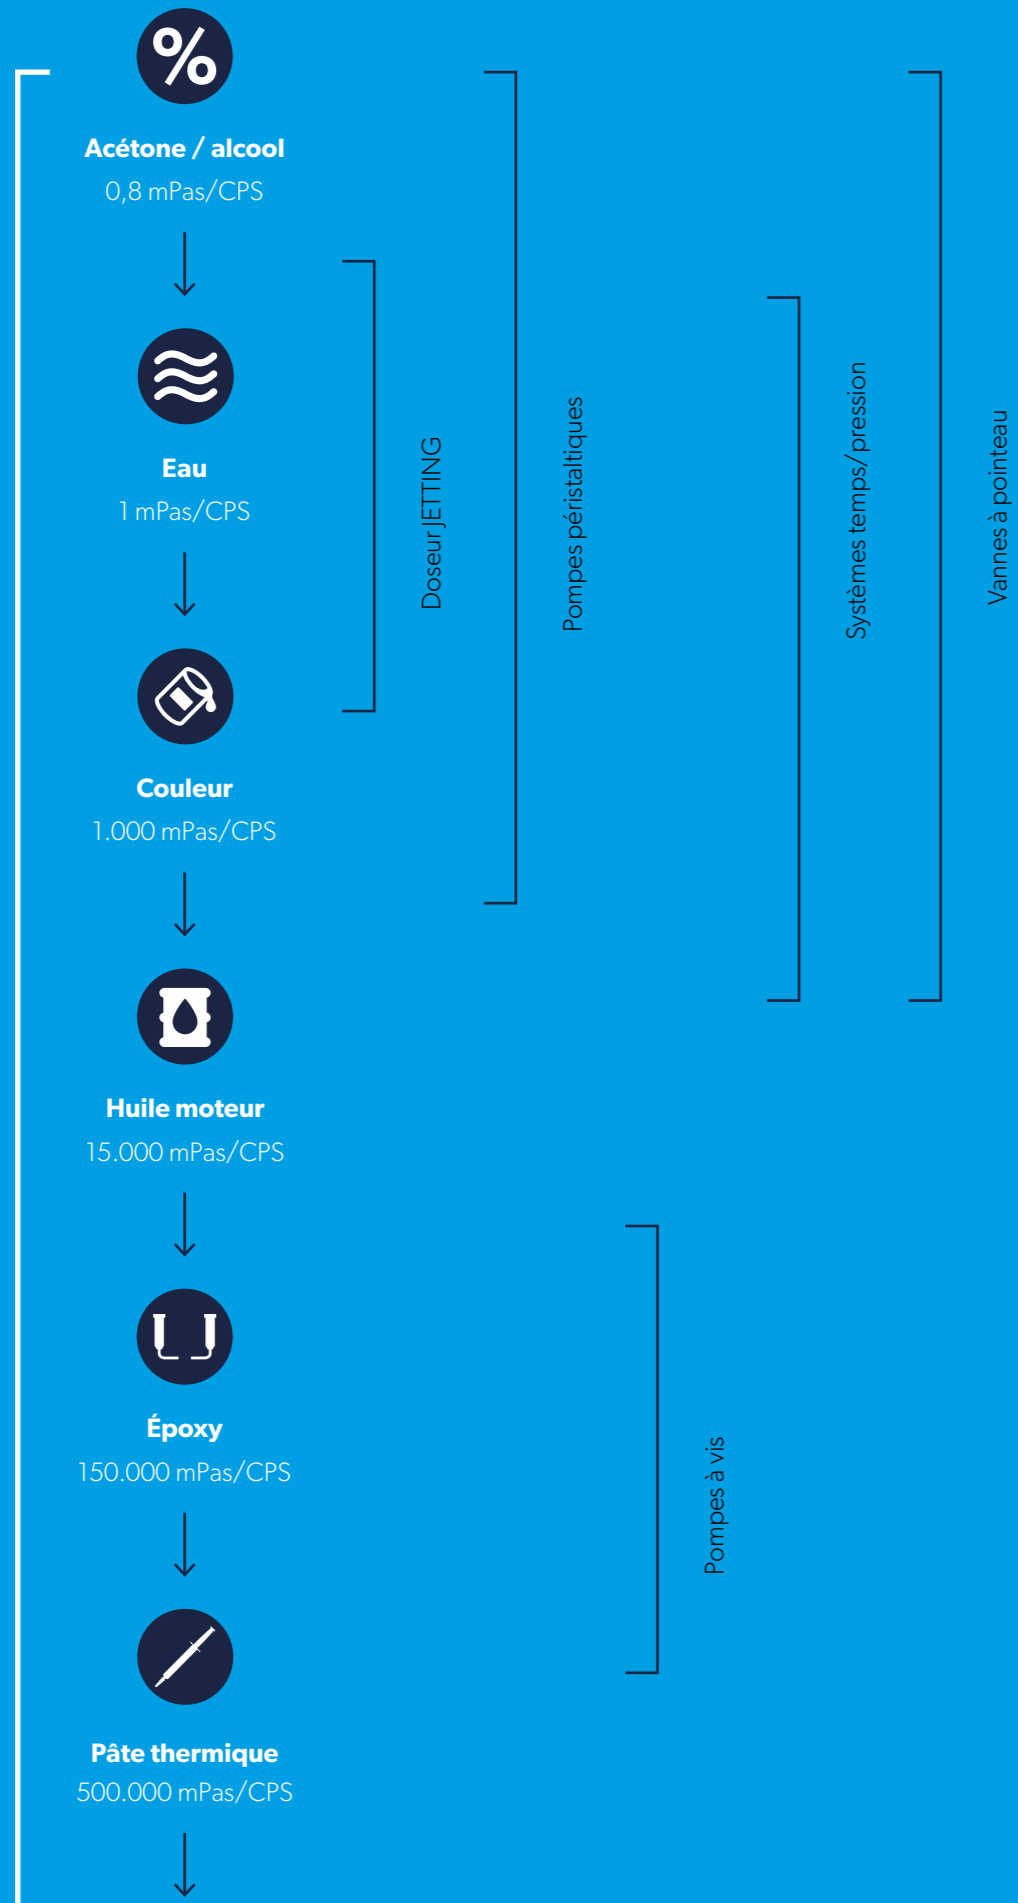 %
Acétone / alcool
0,8 mPas/CPS
Eau
1 mPas/CPS
Couleur
1.000 mPas/CPS
Huile moteur
15.000 mPas/CPS
Époxy
150.000 mPas/CPS
Pâte thermique
500.000 mPas/CPS
Doseur JETTING
Pompes péristaltiques
Pompes à vis
Systèmes temps/pression
Vannes à pointeau